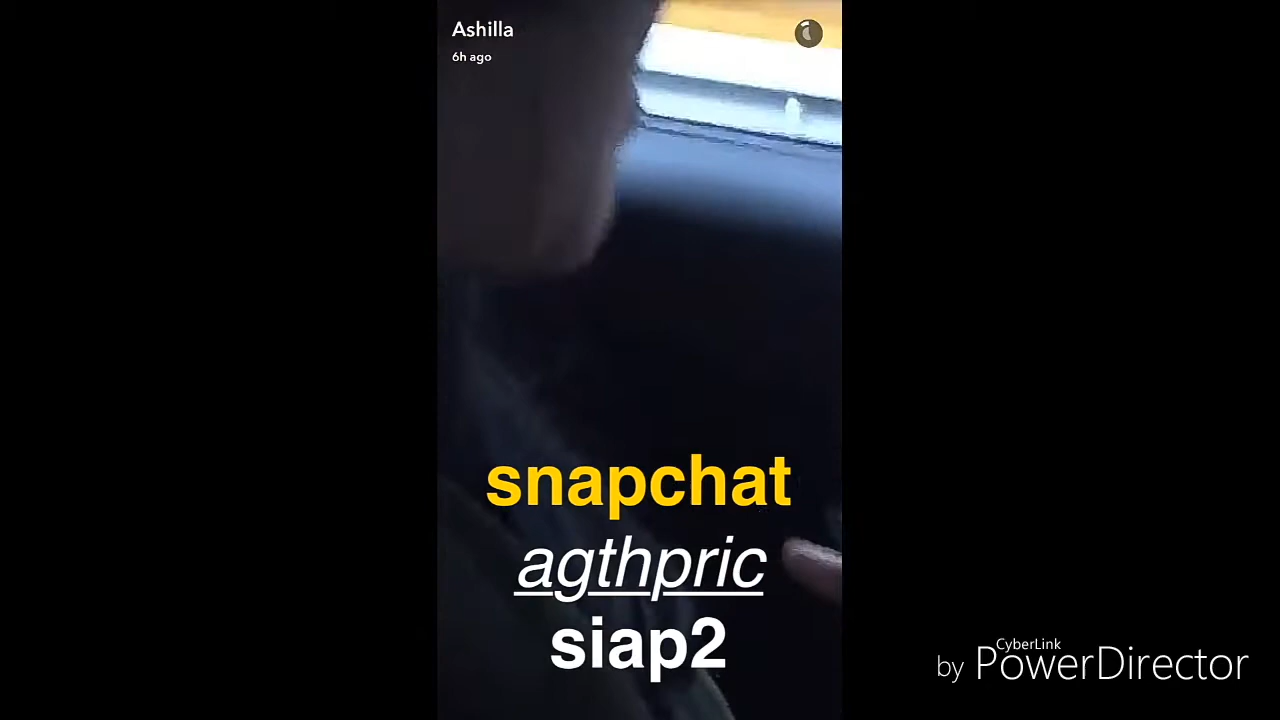 Ashilla
6h ago
snapchat
agthpric
siap2
CyberLink
by PowerDirector